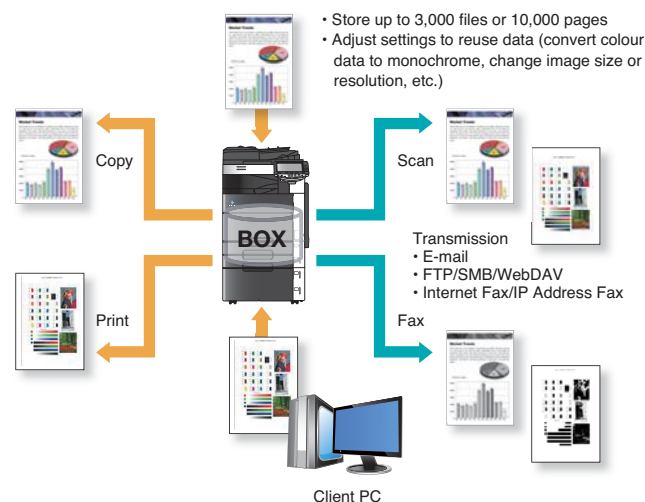 • Store up to 3,000 files or 10,000 pages
• Adjust settings to reuse data (convert colour
data to monochrome, change image size or
resolution, etc.)
Copy
Scan
BOX
Transmission
• E-mail
• FTP/SMB/WebDAV
• Internet Fax/IP Address Fax
Print
Fax
Client PC